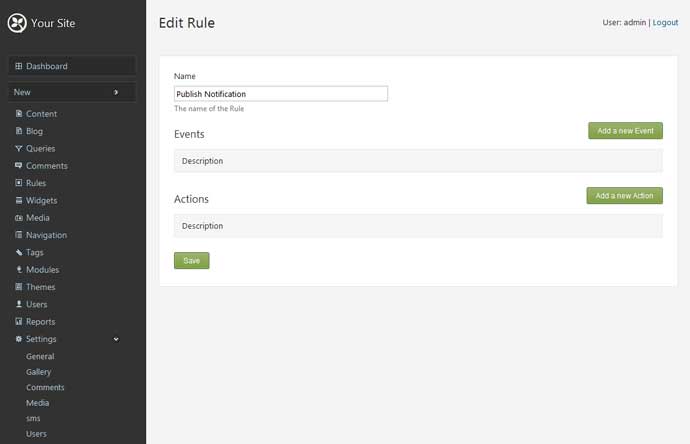 Your Site
Dashboard
New
Content
Blog
Queries
Comments
Rules
Widgets
Media
Navigation
Tags
Modules
Themes
Users
Reports
Settings
General
Gallery
Comments
Media
sms
Users
Edit Rule
User: admin | Logout
Name
Publish Notification
The name of the Rule
Events
Add a new Event
Description
Actions
Add a new Action
Description
Save